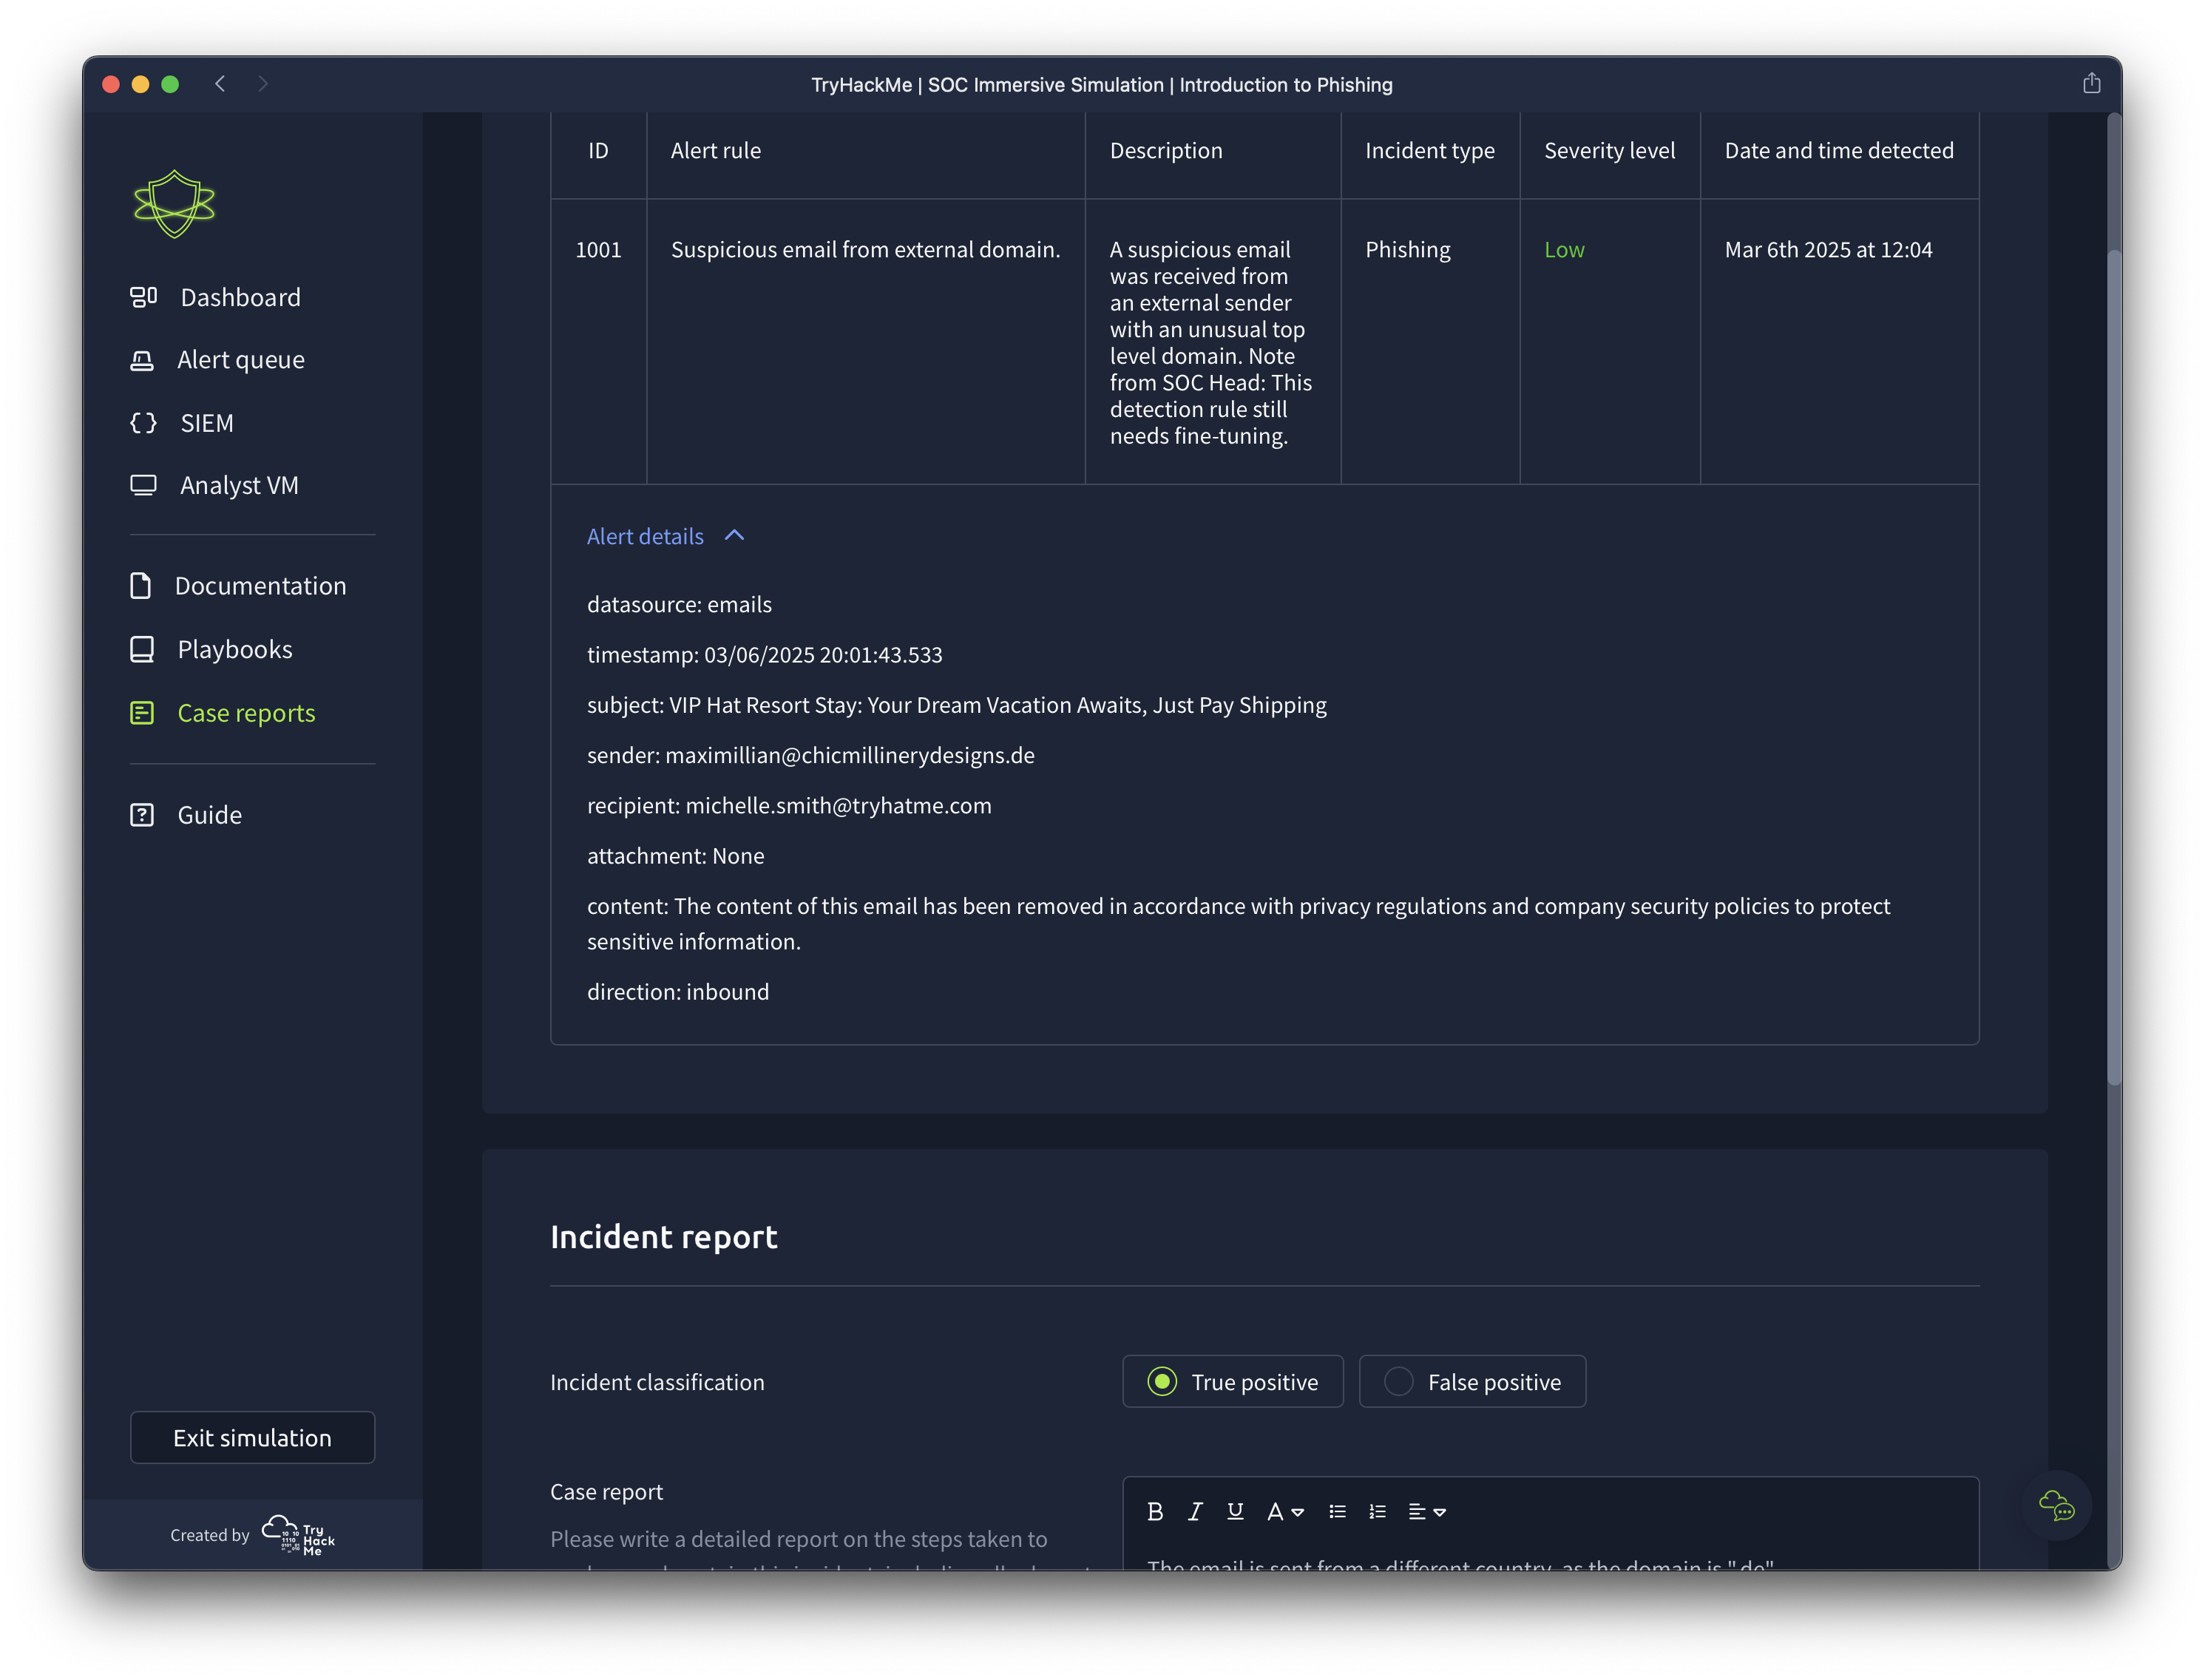 TryHackMe | SOC Immersive Simulation | Introduction to Phishing
Dashboard
Alert queue
SIEM
Analyst VM
Documentation
Playbooks
Case reports
Guide
Exit simulation
Created by
Try
Hack
Me
ID Alert rule Description Incident type Severity level Date and time detected
1001 Suspicious email from external domain. A suspicious email Phishing Low Mar 6th 2025 at 12:04
was received from
an external sender
with an unusual top
level domain. Note
from SOC Head: This
detection rule still
needs fine-tuning.
Alert details
datasource: emails
timestamp: 03/06/2025 20:01:43.533
subject: VIP Hat Resort Stay: Your Dream Vacation Awaits, Just Pay Shipping
sender: maximillian@chicmillinerydesigns.de
recipient: michelle.smith@tryhatme.com
attachment: None
content: The content of this email has been removed in accordance with privacy regulations and company security policies to protect
sensitive information.
direction: inbound
Incident report
Incident classification True positive False positive
Case report
Please write a detailed report on the steps taken to
B I U A
The email is sent from a different country, as the domain is ".de"